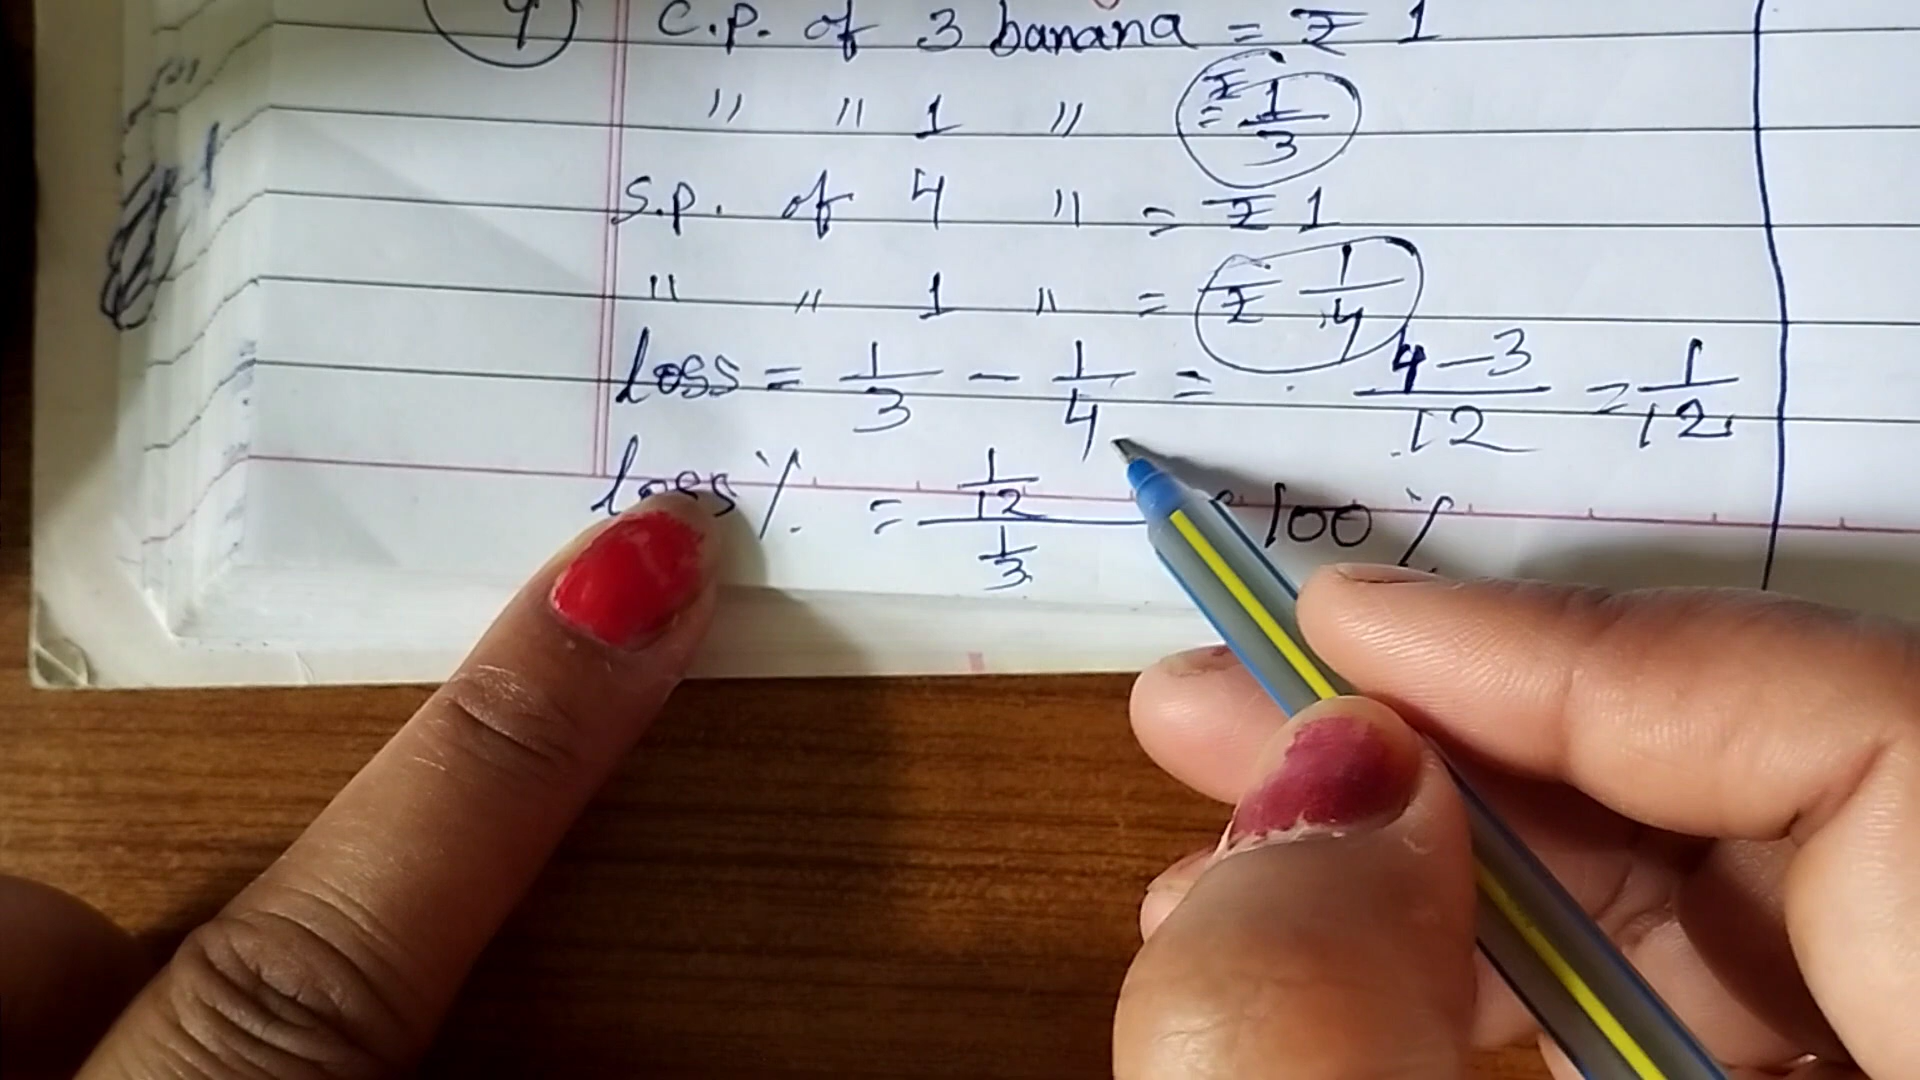 9 C.P. of 3 banana = ₹ 1
" " 1 " = ₹ 1/3
S.P. of 4 " = ₹ 1
" " 1 " = ₹ 1/4
Loss = 1/3 - 1/4 = 4-3/12 = 1/12
Loss % = 1/12 / 1/3 100 %